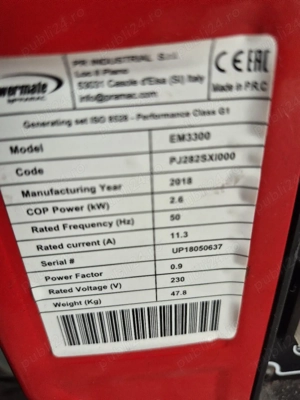 PR INDUSTRIAL S.r.l.
Loc. Il Piano
53031 Casole d'Elsa (SI) Italy
info@pramac.com
powermate
by PRAMAC
CE EAC
Made in P.R.C
Generating set ISO 8528 - Performance Class G1
Model EM3300
Code PJ282SXI000
Manufacturing Year 2018
COP Power (kW) 2.6
Rated Frequency (Hz) 50
Rated current (A) 11.3
Serial # UP18050637
Power Factor 0.9
Rated Voltage (V) 230
Weight (Kg) 47.8